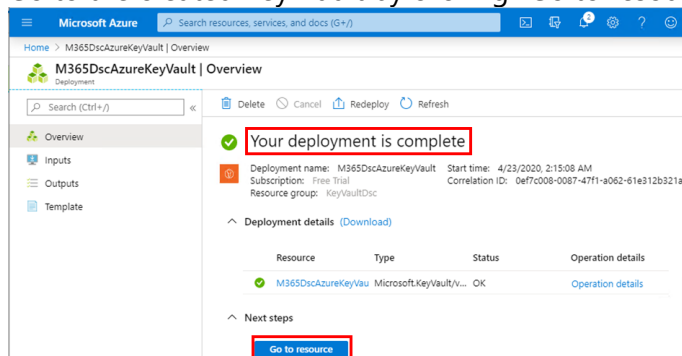 Microsoft Azure
Search resources, services, and docs (G+/)
Home > M365DscAzureKeyVault | Overview
M365DscAzureKeyVault | Overview
Deployment
Search (Ctrl+/)
«
Delete Cancel Redeploy Refresh
Overview
Inputs
Outputs
Template
Your deployment is complete
Deployment name: M365DscAzureKeyVault Start time: 4/23/2020, 2:15:08 AM
Subscription: Free Trial Correlation ID: 0ef7c008-0087-47f1-a062-61e312b321a
Resource group: KeyVaultDsc
Deployment details (Download)
Resource Type Status Operation details
M365DscAzureKeyVau Microsoft.KeyVault/v... OK Operation details
Next steps
Go to resource